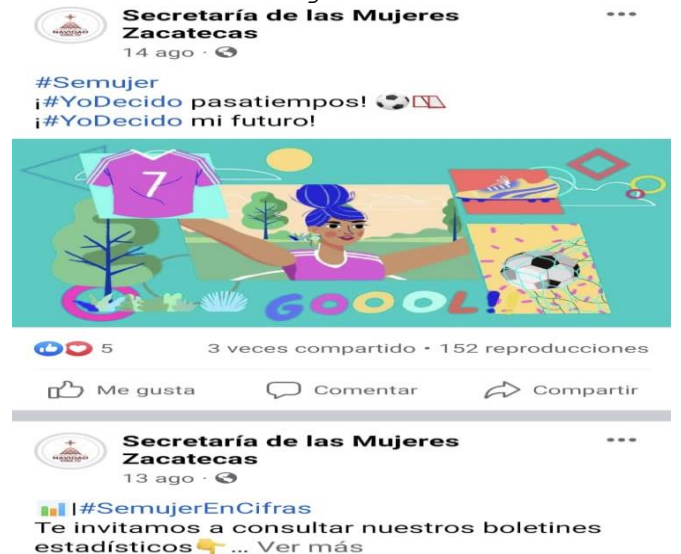 NAVIDAD
Secretaría de las Mujeres
Zacatecas
14 ago ·
#Semujer
¡#YoDecido pasatiempos! ⚽
¡#YoDecido mi futuro!
7
GOOOL!!
5
3 veces compartido • 152 reproducciones
Me gusta
Comentar
Compartir
NAVIDAD
Secretaría de las Mujeres
Zacatecas
13 ago ·
📊|#SemujerEnCifras
Te invitamos a consultar nuestros boletines
estadísticos👇... Ver más